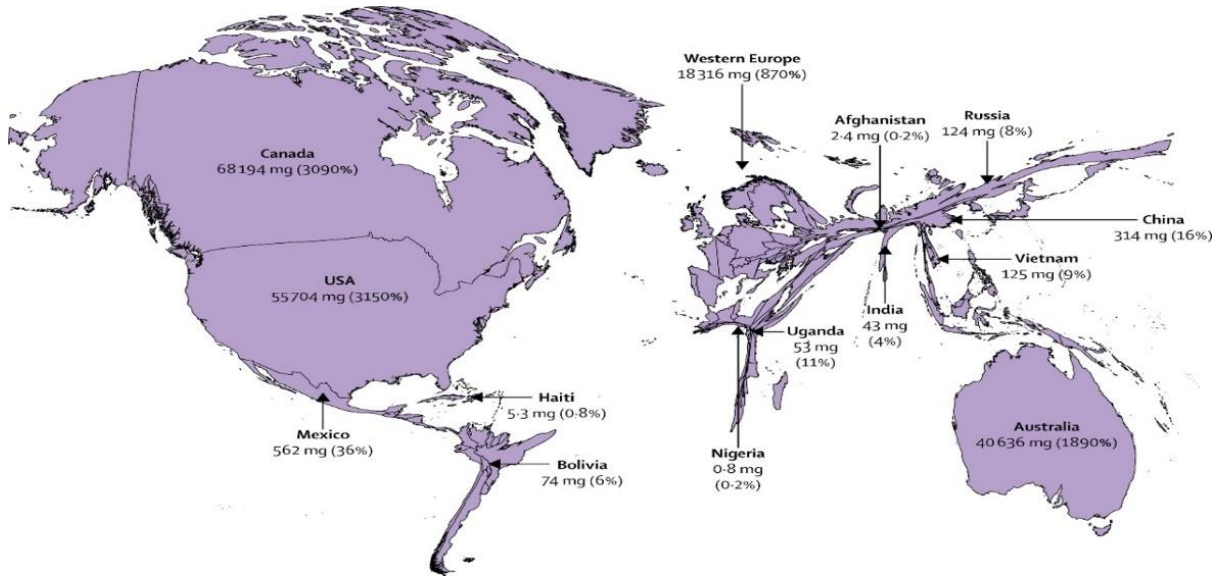 Western Europe
18 316 mg (870%)
Afghanistan
2·4 mg (0·2%)
Russia
124 mg (8%)
Canada
68 194 mg (3090%)
China
314 mg (16%)
Vietnam
125 mg (9%)
USA
55 704 mg (3150%)
India
43 mg
(4%)
Uganda
53 mg
(11%)
Haiti
5·3 mg (0·8%)
Mexico
562 mg (36%)
Nigeria
0·8 mg
(0·2%)
Bolivia
74 mg (6%)
Australia
40 636 mg (1890%)